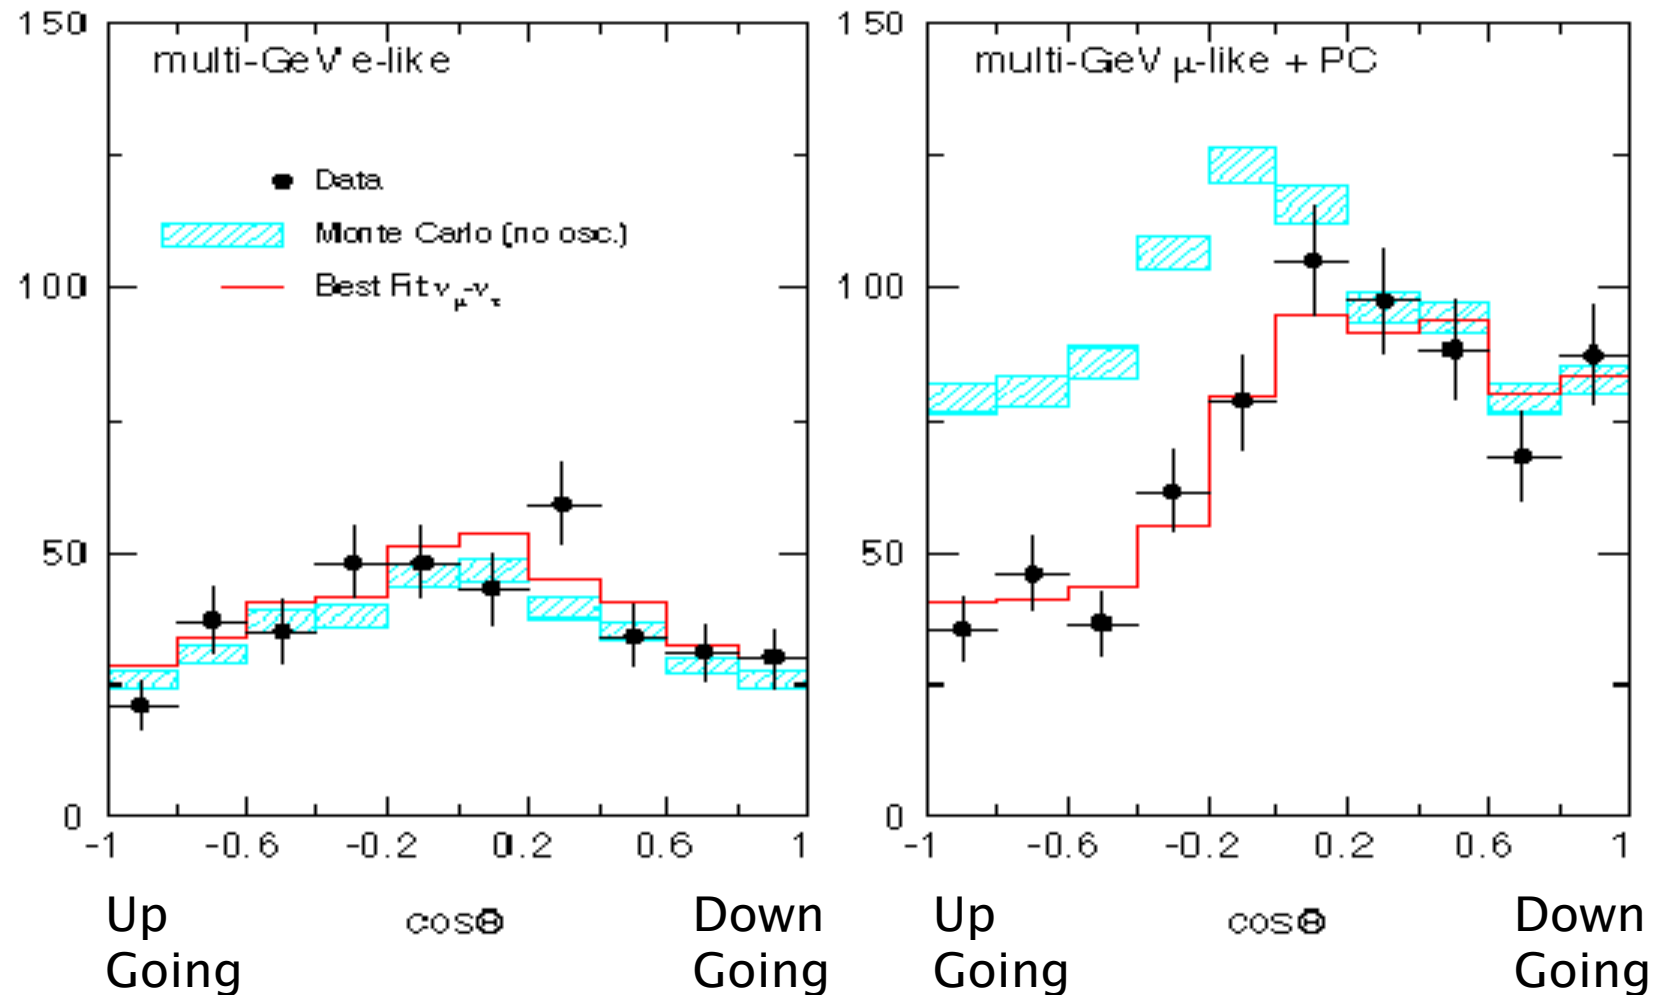 150
multi-GeV e-like
Data
Monte Carlo (no osc.)
Best Fit νμ-ντ
100
50
0
-1 -0.6 -0.2 0.2 0.6 1
cosΘ
Up Going
Down Going
150
multi-GeV μ-like + PC
100
50
0
-1 -0.6 -0.2 0.2 0.6 1
cosΘ
Up Going
Down Going